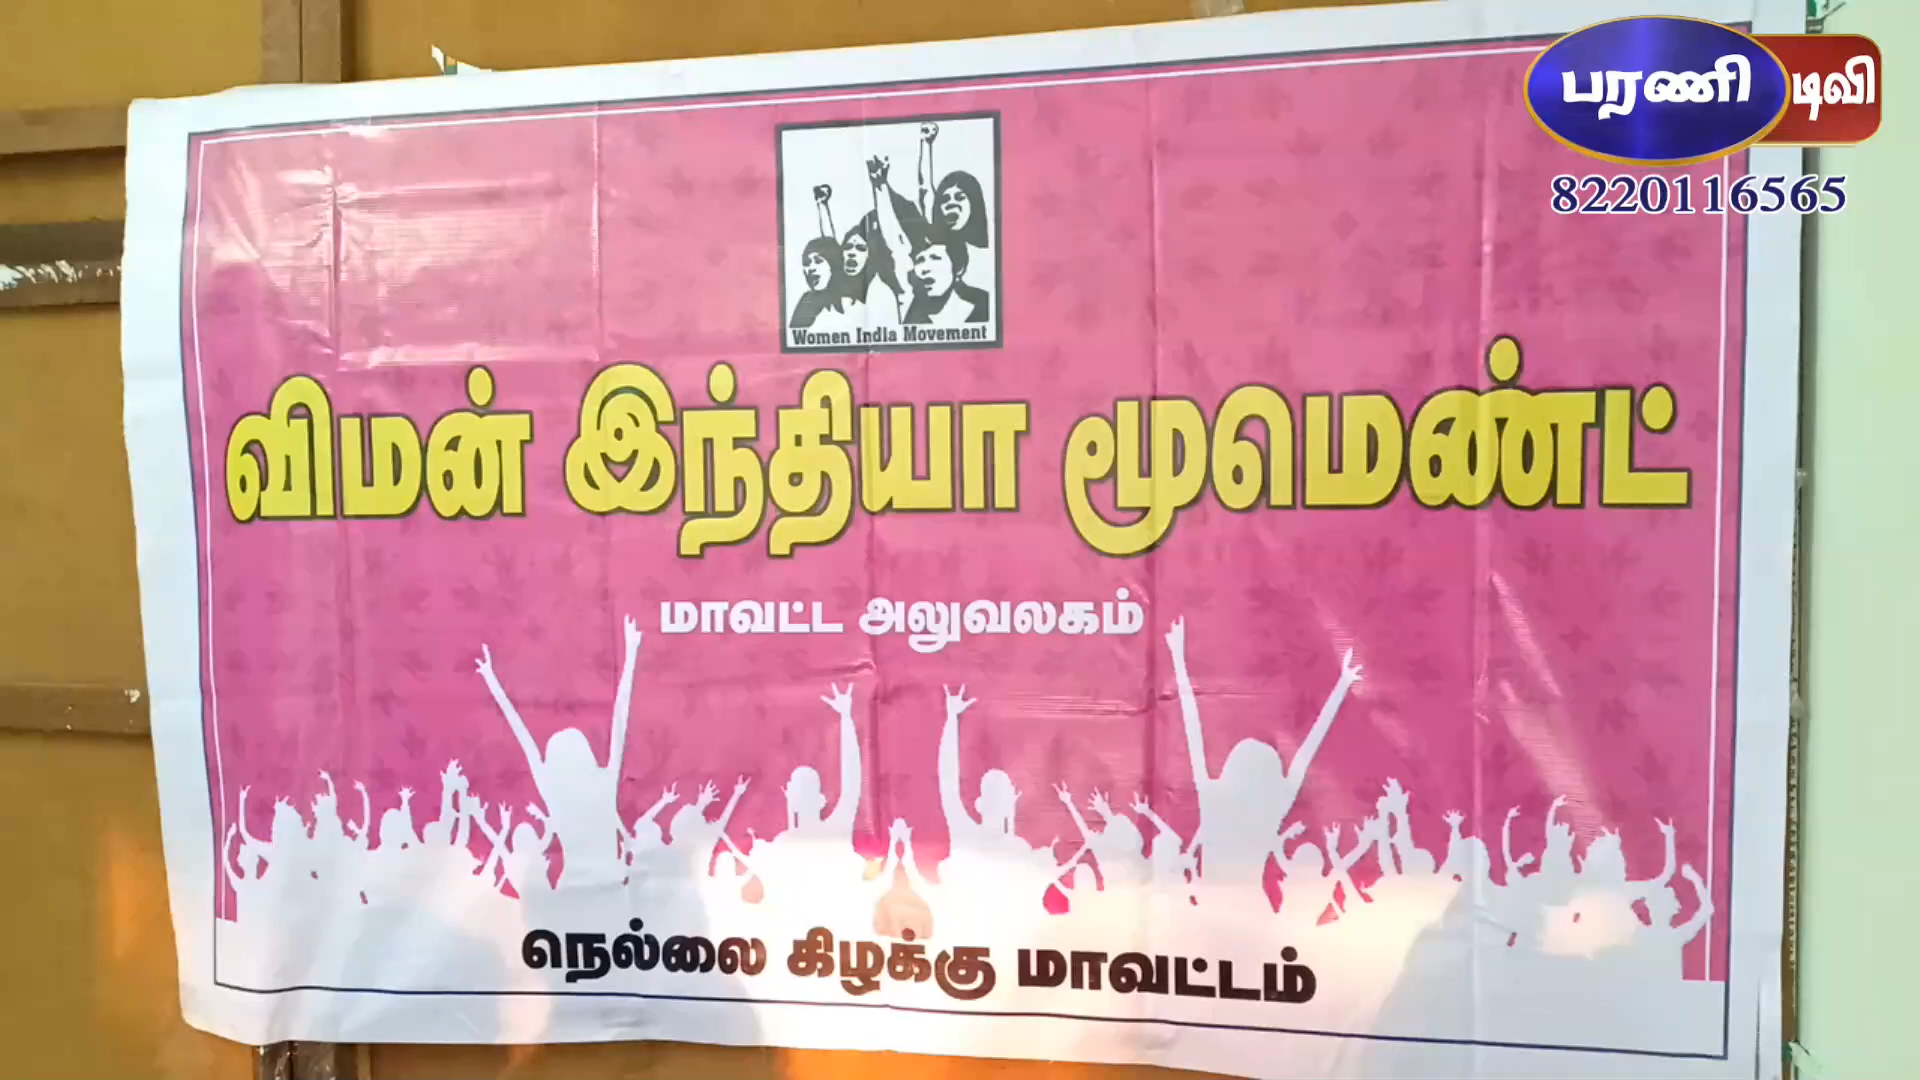 பரணி டிவி
8220116565
Women India Movement
விமன் இந்தியா மூமெண்ட்
மாவட்ட அலுவலகம்
நெல்லை கிழக்கு மாவட்டம்